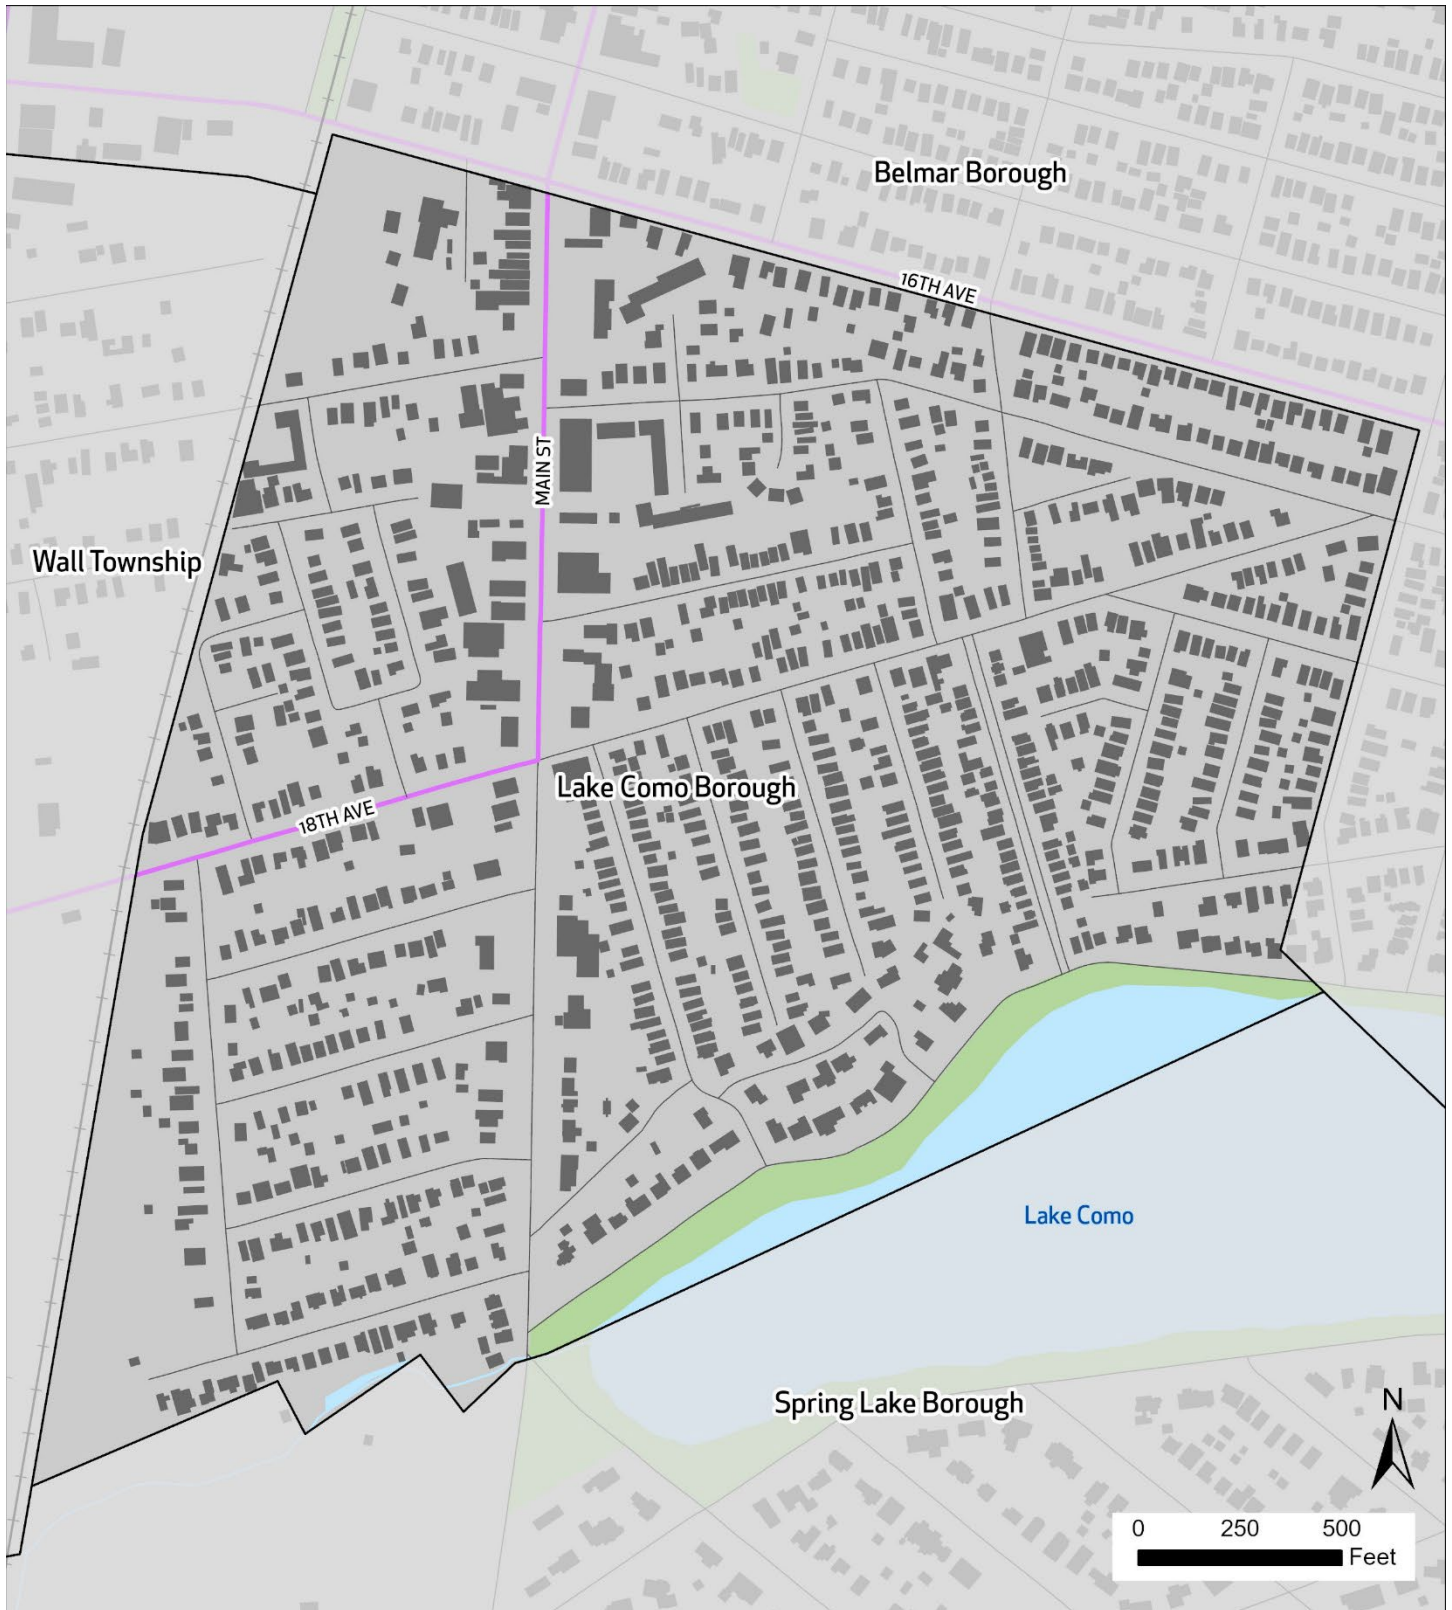 Belmar Borough
16TH AVE
MAIN ST
Wall Township
Lake Como Borough
18TH AVE
Lake Como
Spring Lake Borough
N
0 250 500
Feet